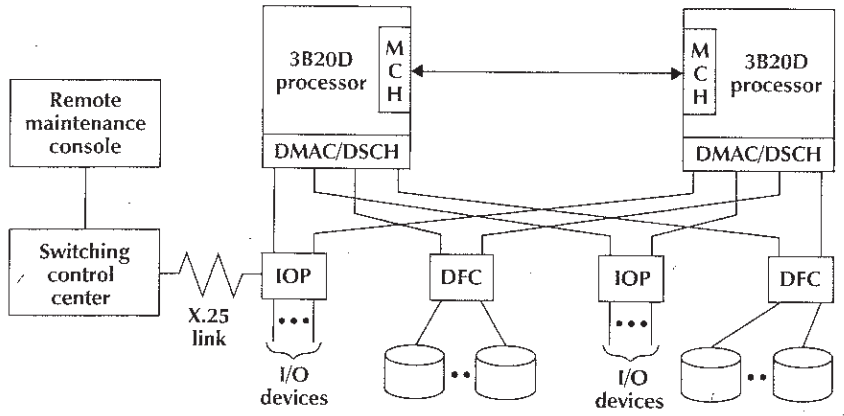 3B20D
processor
M
C
H
M
C
H
3B20D
processor
Remote
maintenance
console
DMAC/DSCH
DMAC/DSCH
Switching
control
center
X.25
link
IOP
DFC
IOP
DFC
I/O
devices
I/O
devices